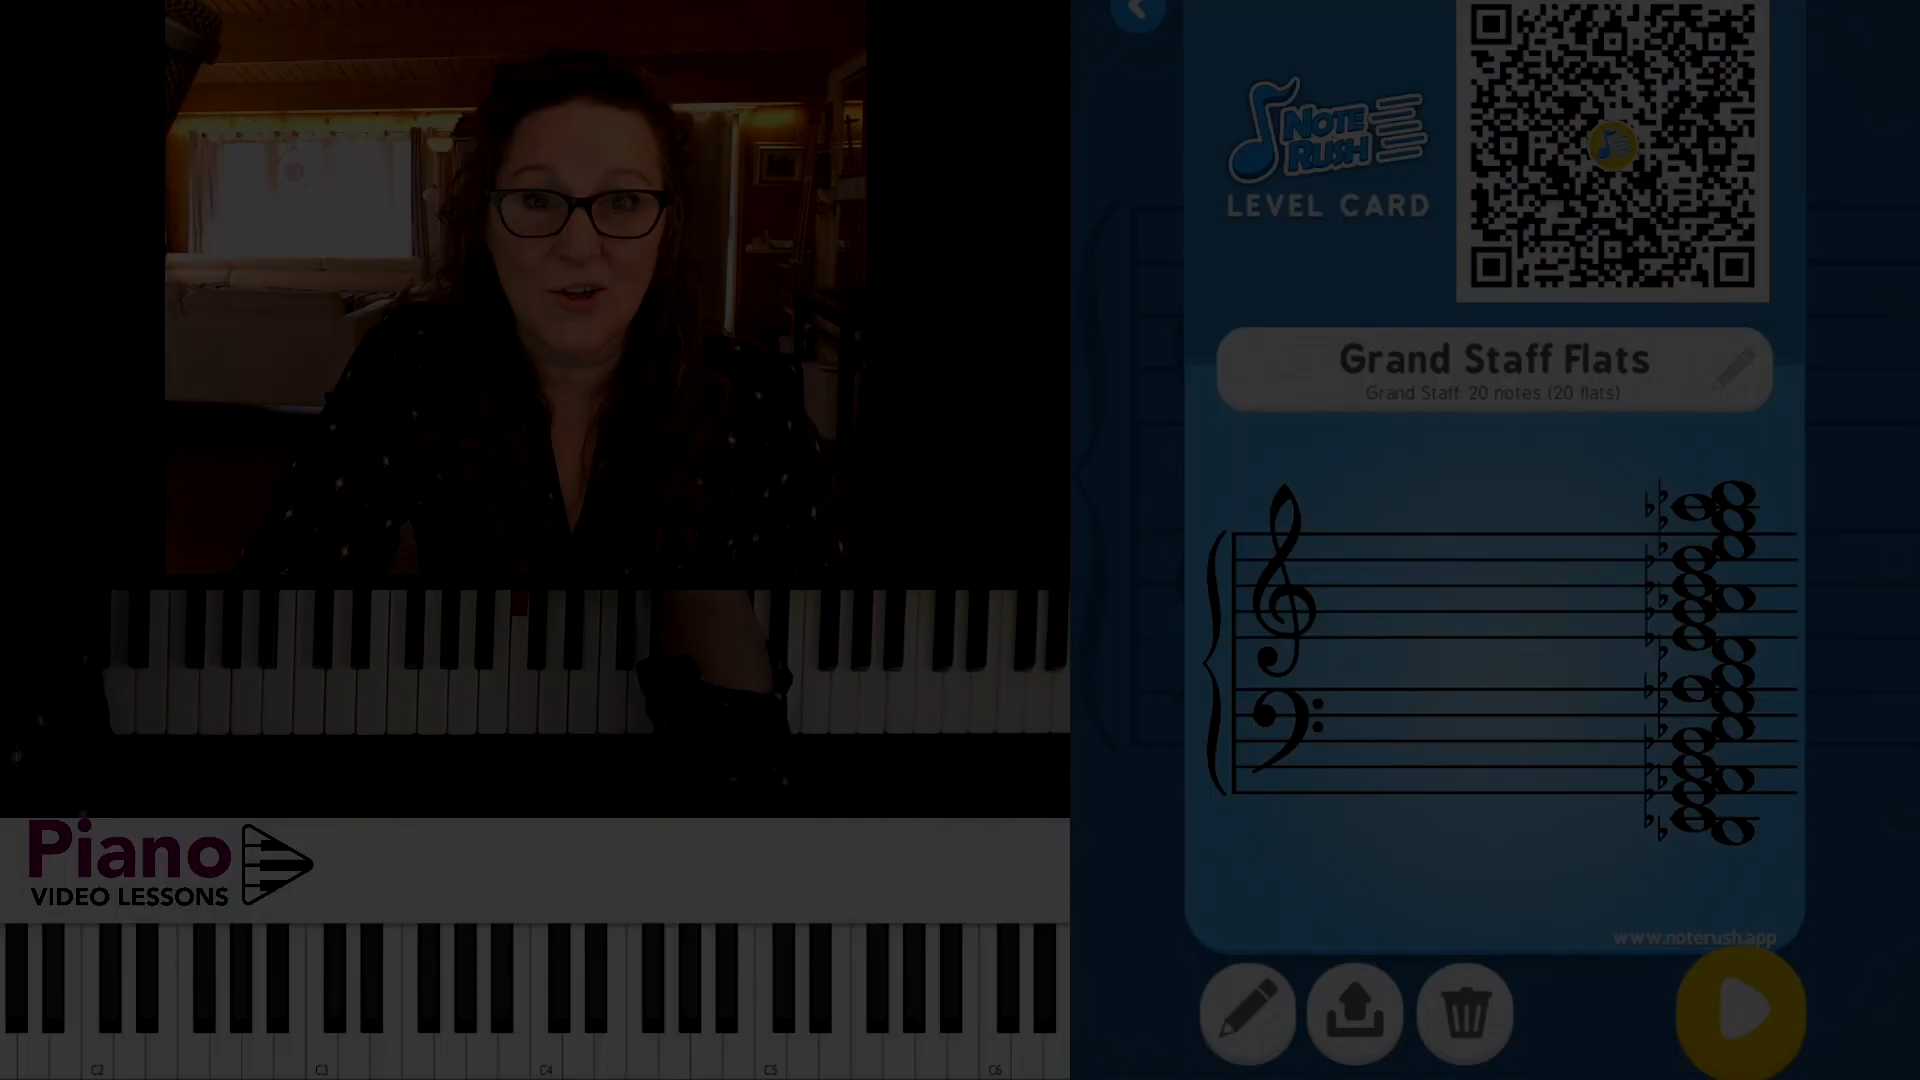 NOTE
RUSH
LEVEL CARD
Grand Staff Flats
Grand Staff: 20 notes (20 flats)
www.noterush.app
Piano
VIDEO LESSONS
C2 C3 C4 C5 C6